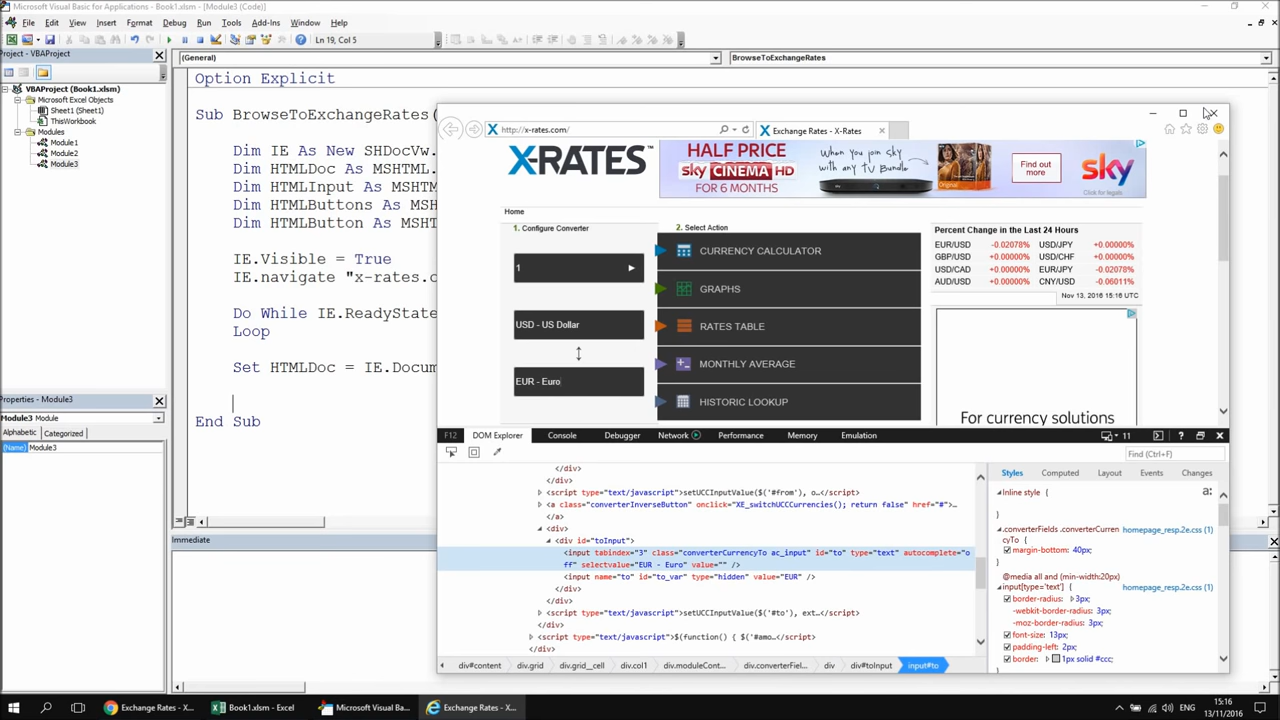 Microsoft Visual Basic for Applications - Book1.xlsm - [Module3 (Code)]
File Edit View Insert Format Debug Run Tools Add-Ins Window Help
Ln 19, Col 5
Project - VBAProject
(General)
BrowseToExchangeRates
VBAProject (Book1.xlsm)
Microsoft Excel Objects
Sheet1 (Sheet1)
ThisWorkbook
Modules
Module1
Module2
Module3
Option Explicit
Sub BrowseToExchangeRates(
Dim IE As New SHDocVw.
Dim HTMLDoc As MSHTML.
Dim HTMLInput As MSHTM
Dim HTMLButtons As MSH
Dim HTMLButton As MSHT
IE.Visible = True
IE.navigate "x-rates.c
Do While IE.ReadyState
Loop
Set HTMLDoc = IE.Docum
End Sub
Properties - Module3
Module3 Module
Alphabetic Categorized
(Name) Module3
Immediate
http://x-rates.com/
Exchange Rates - X-Rates
X-RATES™
HALF PRICE
sky CINEMA HD
FOR 6 MONTHS
When you join Sky
with any TV Bundle
Original
Find out
more
sky
Click for legals
Home
1. Configure Converter
2. Select Action
1
USD - US Dollar
EUR - Euro
CURRENCY CALCULATOR
GRAPHS
RATES TABLE
MONTHLY AVERAGE
HISTORIC LOOKUP
Percent Change in the Last 24 Hours
EUR/USD -0.02078% USD/JPY +0.00000%
GBP/USD +0.00000% USD/CHF +0.00000%
USD/CAD +0.00000% EUR/JPY -0.02078%
AUD/USD +0.00000% CNY/USD -0.06011%
Nov 13, 2016 15:16 UTC
For currency solutions
F12 DOM Explorer Console Debugger Network Performance Memory Emulation 11
Find (Ctrl+F)
</div>
</div>
<script type="text/javascript">setUCCInputValue($('#from'), o…</script>
<a class="converterInverseButton" onclick="XE_switchUCCCurrencies(); return false" href="#">…
</a>
<div>
<div id="toInput">
<input tabindex="3" class="converterCurrencyTo ac_input" id="to" type="text" autocomplete="o
ff" selectvalue="EUR - Euro" value="" />
<input name="to" id="to_var" type="hidden" value="EUR" />
</div>
<script type="text/javascript">setUCCInputValue($('#to'), ext…</script>
</div>
<script type="text/javascript">$(function() { $('#amo…</script>
</div>
div#content div.grid div.grid__cell div.col1 div.moduleCont… div.converterFiel… div div#toInput input#to
Styles Computed Layout Events Changes
Inline style {
a:
}
.converterFields .converterCurren
cyTo {
homepage_resp.2e.css (1)
margin-bottom: 40px;
}
@media all and (min-width:20px)
input[type='text'] {
homepage_resp.2e.css (1)
border-radius: 3px;
-webkit-border-radius: 3px;
-moz-border-radius: 3px;
font-size: 13px;
padding-left: 2px;
border: 1px solid #ccc;
Exchange Rates - X...
Book1.xlsm - Excel
Microsoft Visual Ba...
Exchange Rates - X...
ENG
15:16
13/11/2016